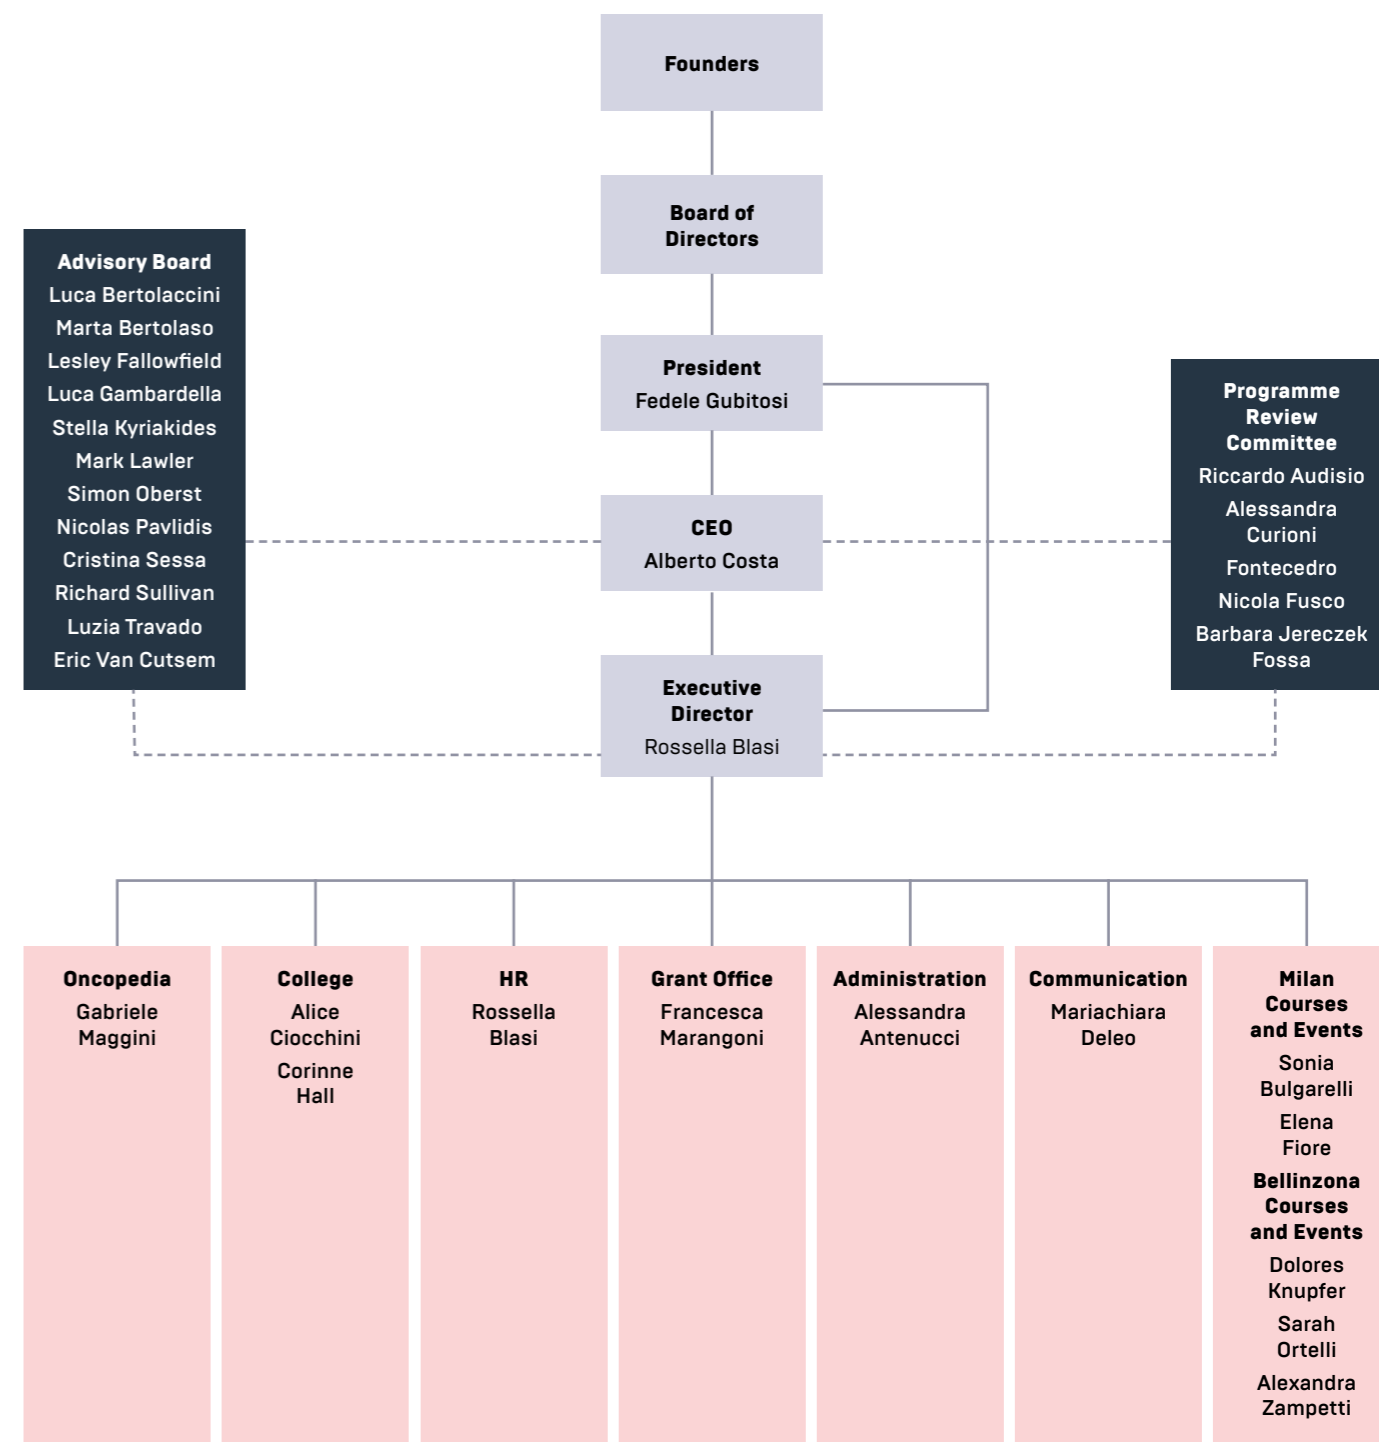 Founders
Board of
Directors
Advisory Board
Luca Bertolaccini
Marta Bertolaso
Lesley Fallowfield
Luca Gambardella
Stella Kyriakides
Mark Lawler
Simon Oberst
Nicolas Pavlidis
Cristina Sessa
Richard Sullivan
Luzia Travado
Eric Van Cutsem
President
Fedele Gubitosi
CEO
Alberto Costa
Executive
Director
Rossella Blasi
Programme
Review
Committee
Riccardo Audisio
Alessandra
Curioni
Fontecedro
Nicola Fusco
Barbara Jereczek
Fossa
Oncopedia
Gabriele
Maggini
College
Alice
Ciocchini
Corinne
Hall
HR
Rossella
Blasi
Grant Office
Francesca
Marangoni
Administration
Alessandra
Antenucci
Communication
Mariachiara
Deleo
Milan
Courses
and Events
Sonia
Bulgarelli
Elena
Fiore
Bellinzona
Courses
and Events
Dolores
Knupfer
Sarah
Ortelli
Alexandra
Zampetti